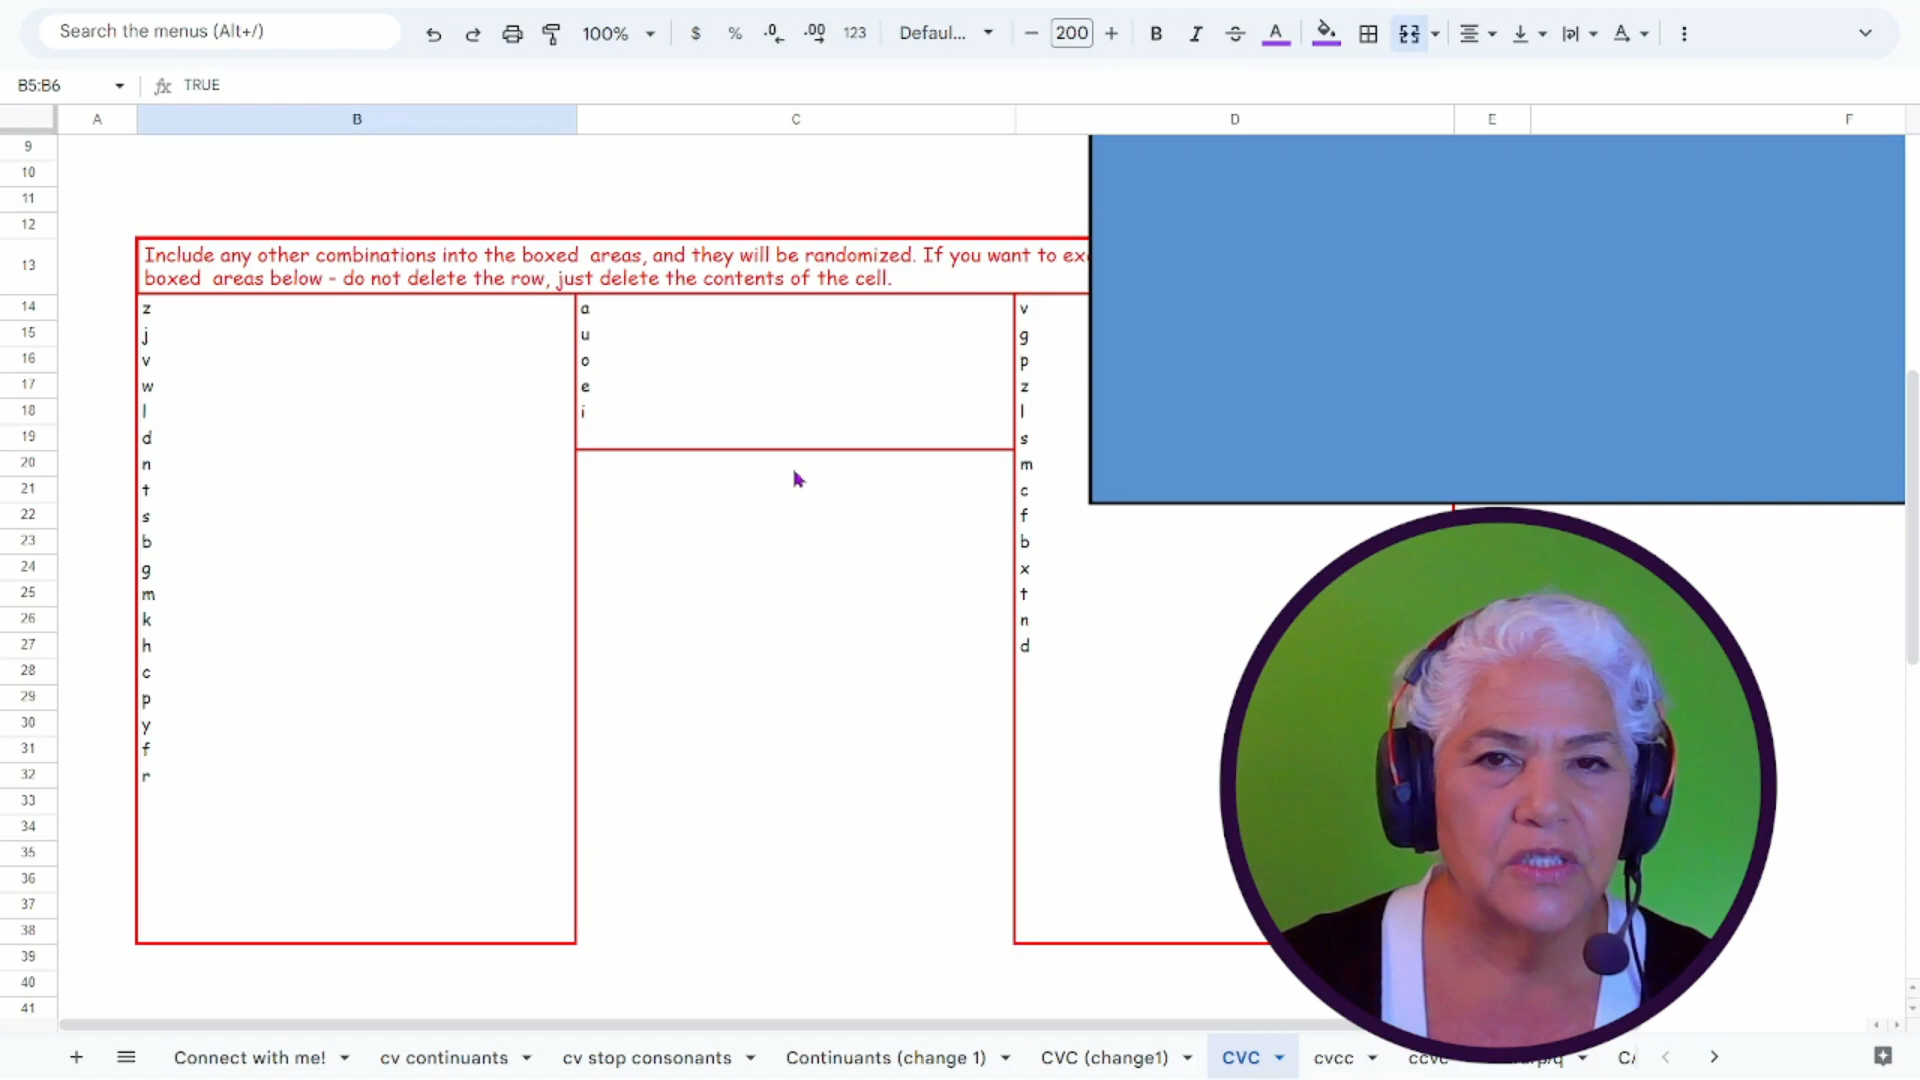 Search the menus (Alt+/)
100%
$ % .0 .00 123
Defaul...
200
B I S A
B5:B6
fx TRUE
A B C D E F
9
10
11
12
13 Include any other combinations into the boxed areas, and they will be randomized. If you want to ex
boxed areas below - do not delete the row, just delete the contents of the cell.
14 z a v
15 j u g
16 v o p
17 w e z
18 l i l
19 d s
20 n m
21 t c
22 s f
23 b b
24 g x
25 m t
26 k n
27 h d
28 c
29 p
30 y
31 f
32 r
33
34
35
36
37
38
39
40
41
Connect with me! cv continuants cv stop consonants Continuants (change 1) CVC (change1) CVC cvcc ccvc